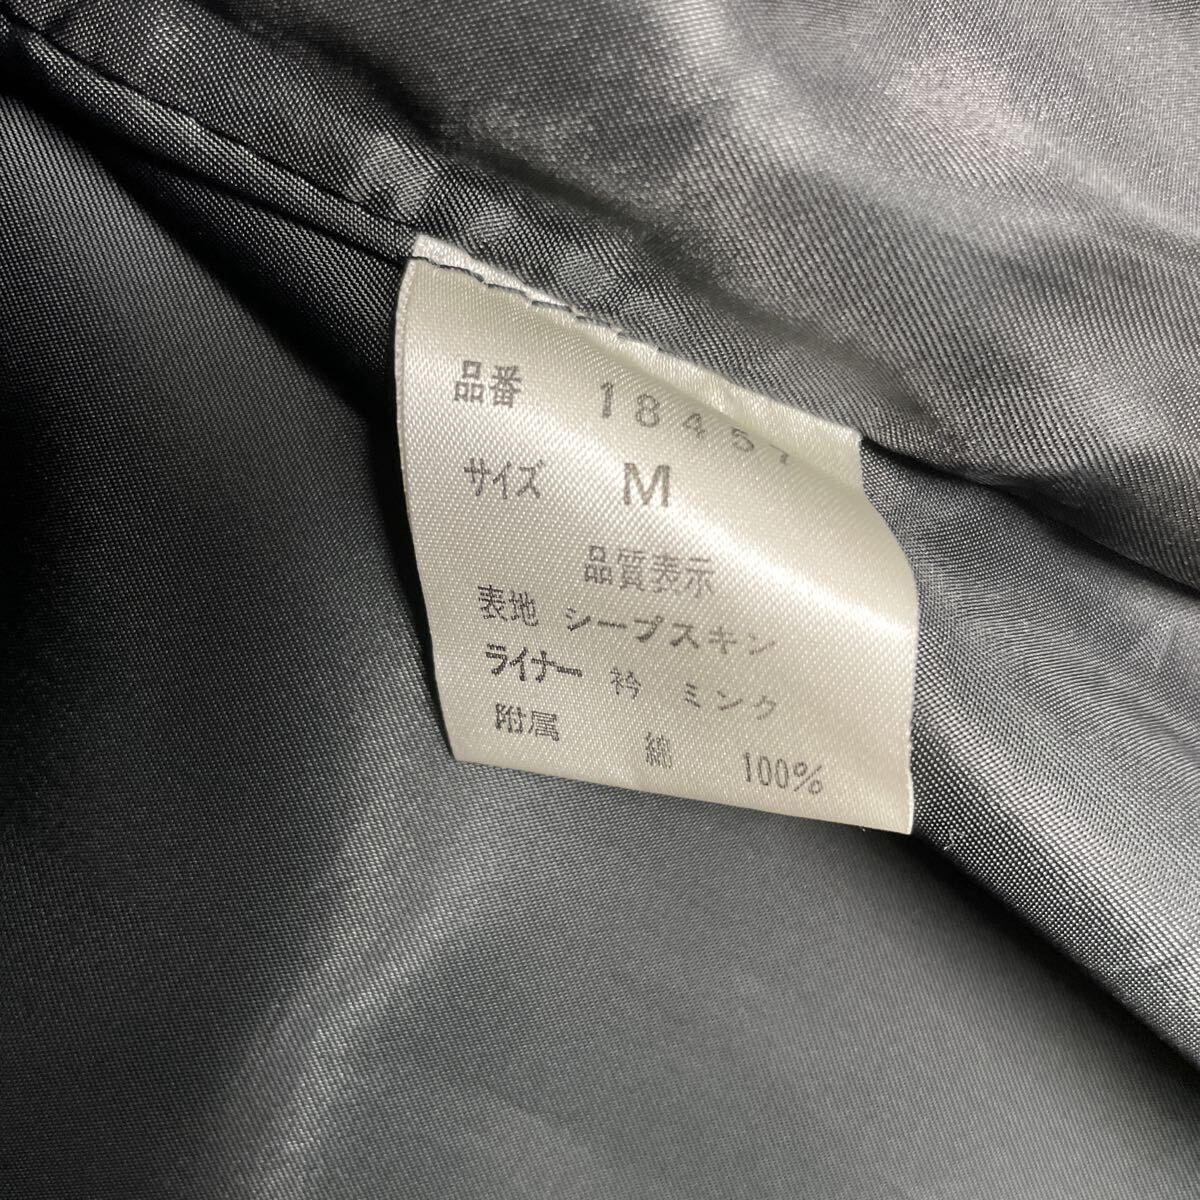 品番 18457
サイズ M
品質表示
表地 シープスキン
ライナー 衿 ミンク
附属 綿 100%